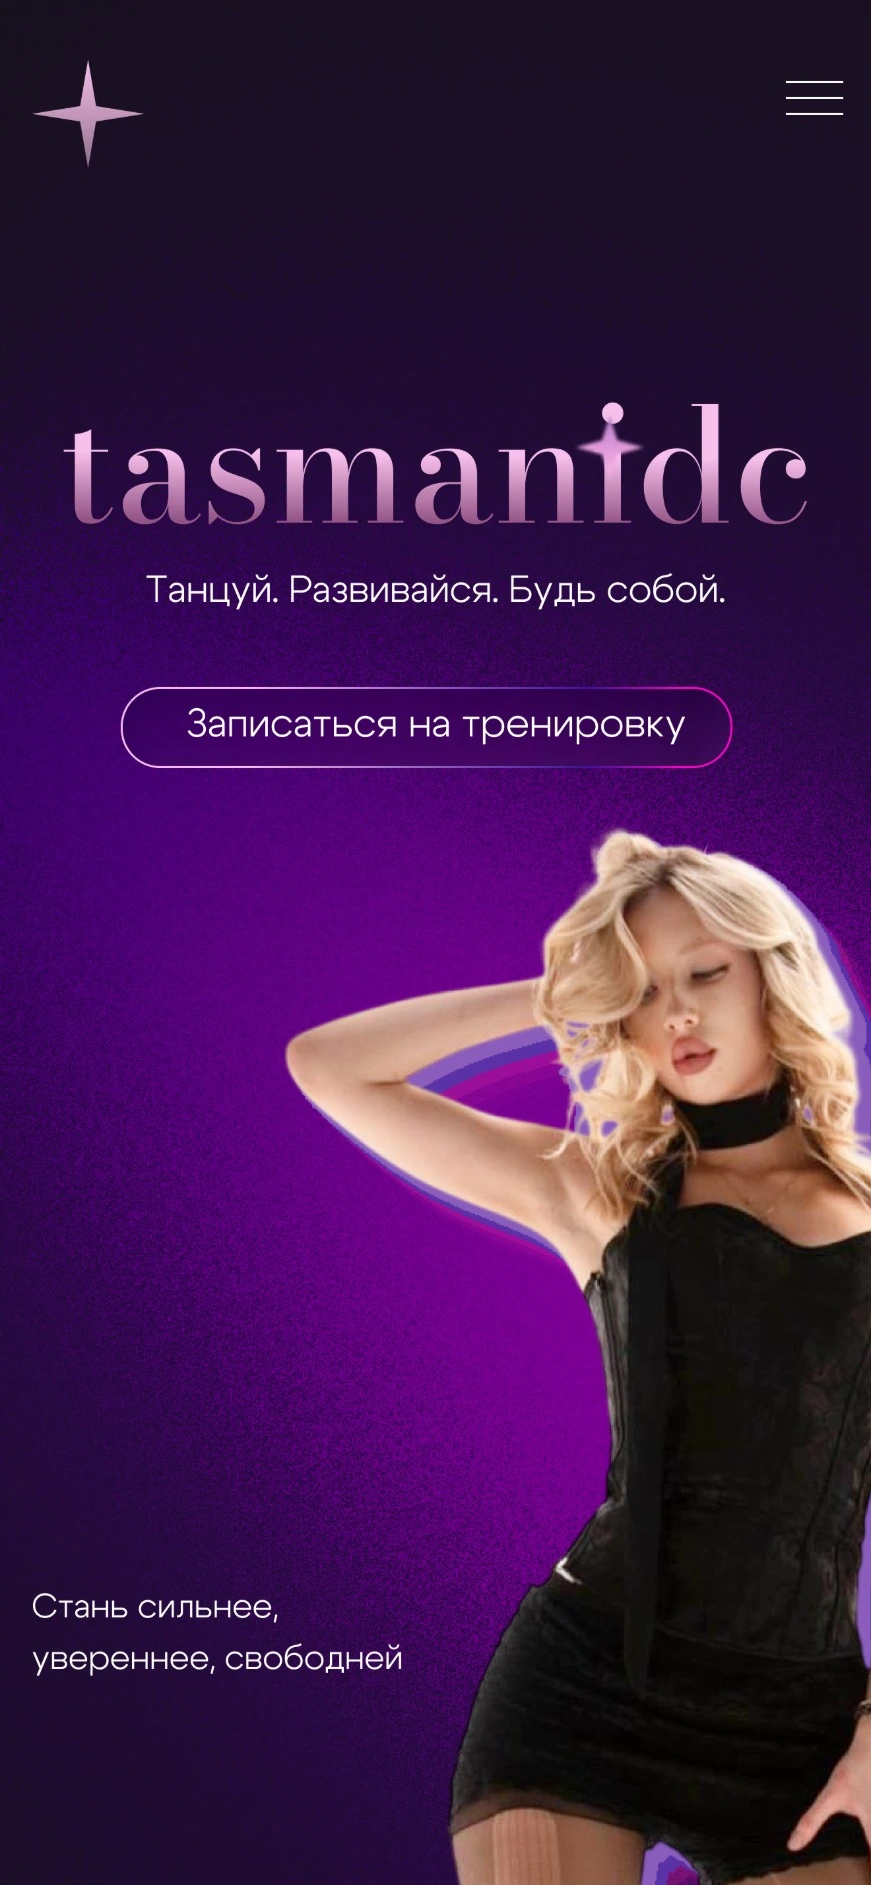 tasmanidc
Танцуй. Развивайся. Будь собой.
Записаться на тренировку
Стань сильнее,
увереннее, свободней